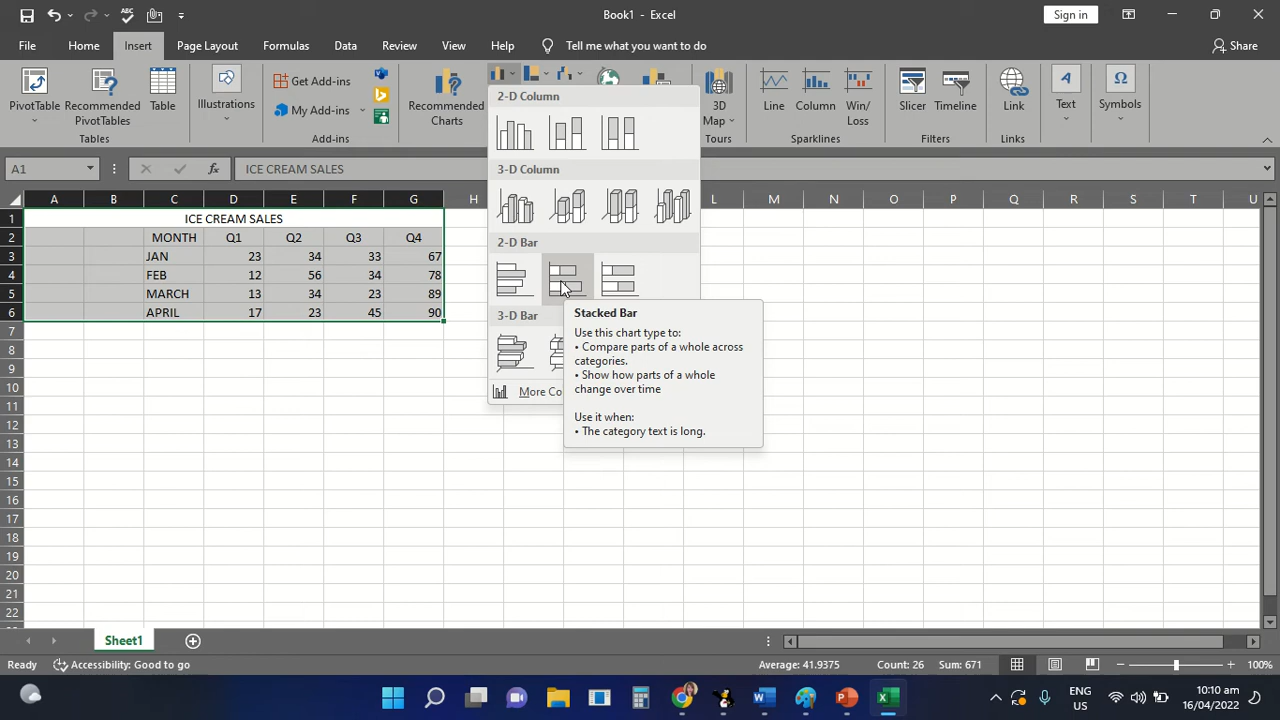 Book1 - Excel
Sign in
File
Home
Insert
Page Layout
Formulas
Data
Review
View
Help
Tell me what you want to do
Share
PivotTable
Recommended PivotTables
Table
Illustrations
Get Add-ins
My Add-ins
Recommended Charts
3D Map
Line
Column
Win/ Loss
Slicer
Timeline
Link
Text
Symbols
Tables
Add-ins
Tours
Sparklines
Filters
Links
A1
fx
ICE CREAM SALES
A B C D E F G H L M N O P Q R S T U
1 ICE CREAM SALES
2 MONTH Q1 Q2 Q3 Q4
3 JAN 23 34 33 67
4 FEB 12 56 34 78
5 MARCH 13 34 23 89
6 APRIL 17 23 45 90
7
8
9
10
11
12
13
14
15
16
17
18
19
20
21
22
2-D Column
3-D Column
2-D Bar
3-D Bar
More Co
Stacked Bar
Use this chart type to:
• Compare parts of a whole across
categories.
• Show how parts of a whole
change over time
Use it when:
• The category text is long.
Sheet1
Ready
Accessibility: Good to go
Average: 41.9375
Count: 26
Sum: 671
100%
ENG
US
10:10 am
16/04/2022